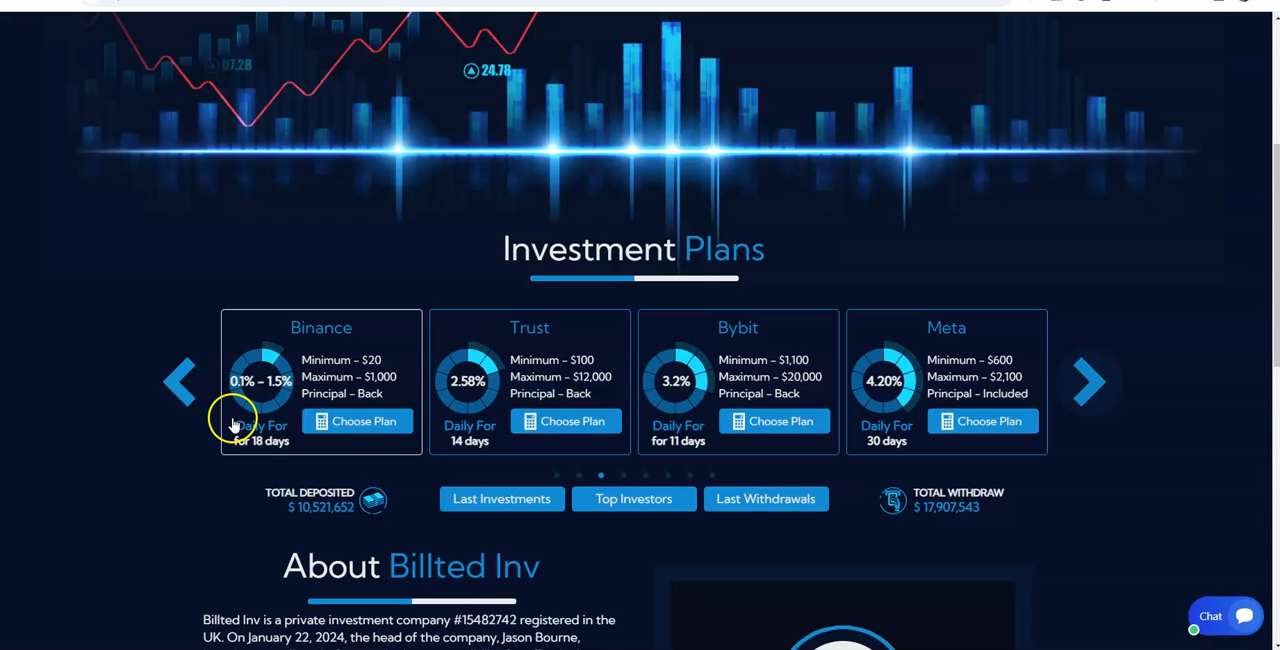 07.28
24.78
Investment Plans
Binance
0.1% – 1.5%
Minimum – $20
Maximum – $1,000
Principal – Back
Daily For
for 18 days
Choose Plan
Trust
2.58%
Minimum – $100
Maximum – $12,000
Principal – Back
Daily For
14 days
Choose Plan
Bybit
3.2%
Minimum – $1,100
Maximum – $20,000
Principal – Back
Daily For
for 11 days
Choose Plan
Meta
4.20%
Minimum – $600
Maximum – $2,100
Principal – Included
Daily For
30 days
Choose Plan
TOTAL DEPOSITED
$ 10,521,652
Last Investments
Top Investors
Last Withdrawals
TOTAL WITHDRAW
$ 17,907,543
About Billted Inv
Billted Inv is a private investment company #15482742 registered in the
UK. On January 22, 2024, the head of the company, Jason Bourne,
Chat